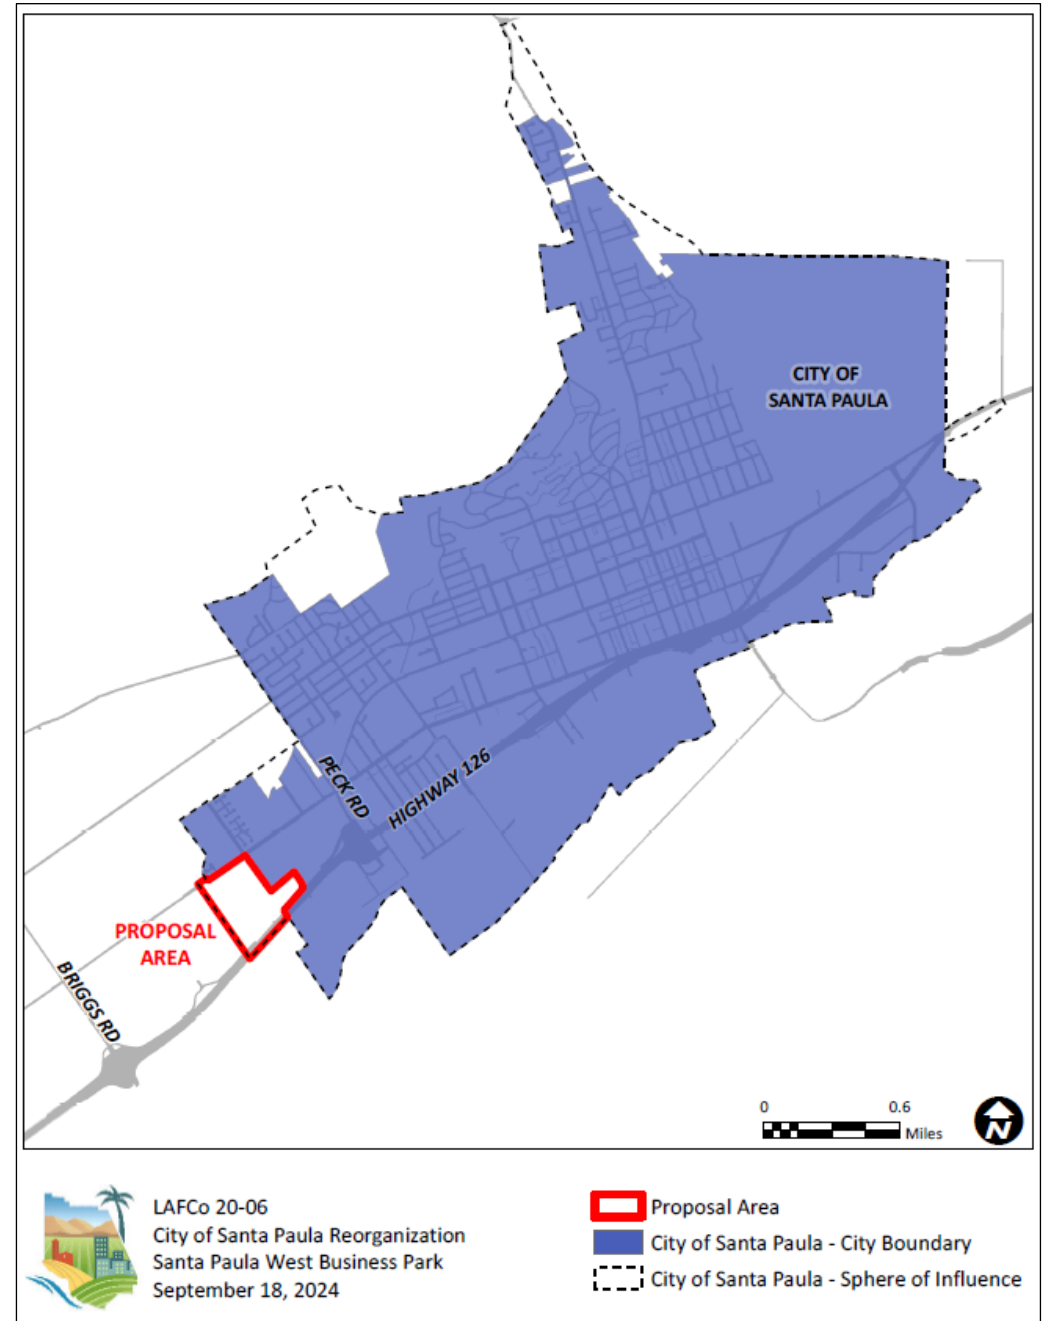 CITY OF
SANTA PAULA
PECK RD
HIGHWAY 126
PROPOSAL
AREA
BRIGGS RD
0 0.6
Miles
N
LAFCo 20-06
City of Santa Paula Reorganization
Santa Paula West Business Park
September 18, 2024
Proposal Area
City of Santa Paula - City Boundary
City of Santa Paula - Sphere of Influence